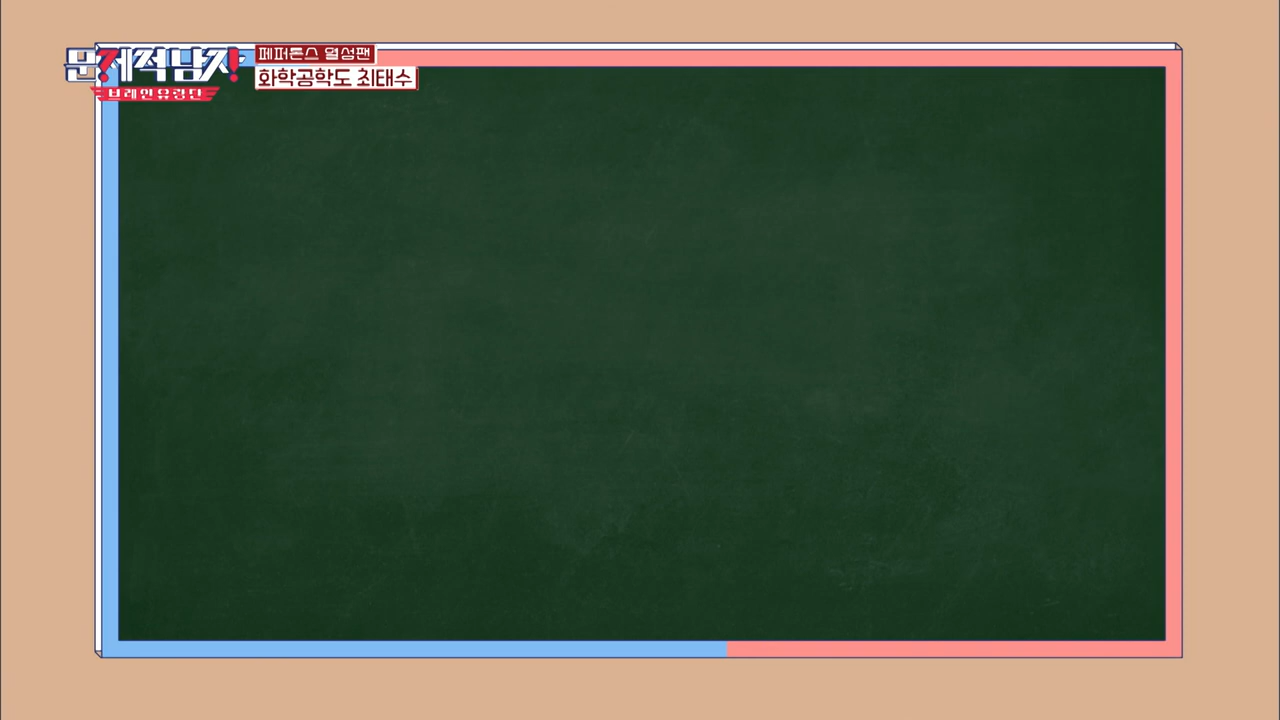 문제적남자
브레인유랑단
페퍼톤스 열성팬
화학공학도 최태수